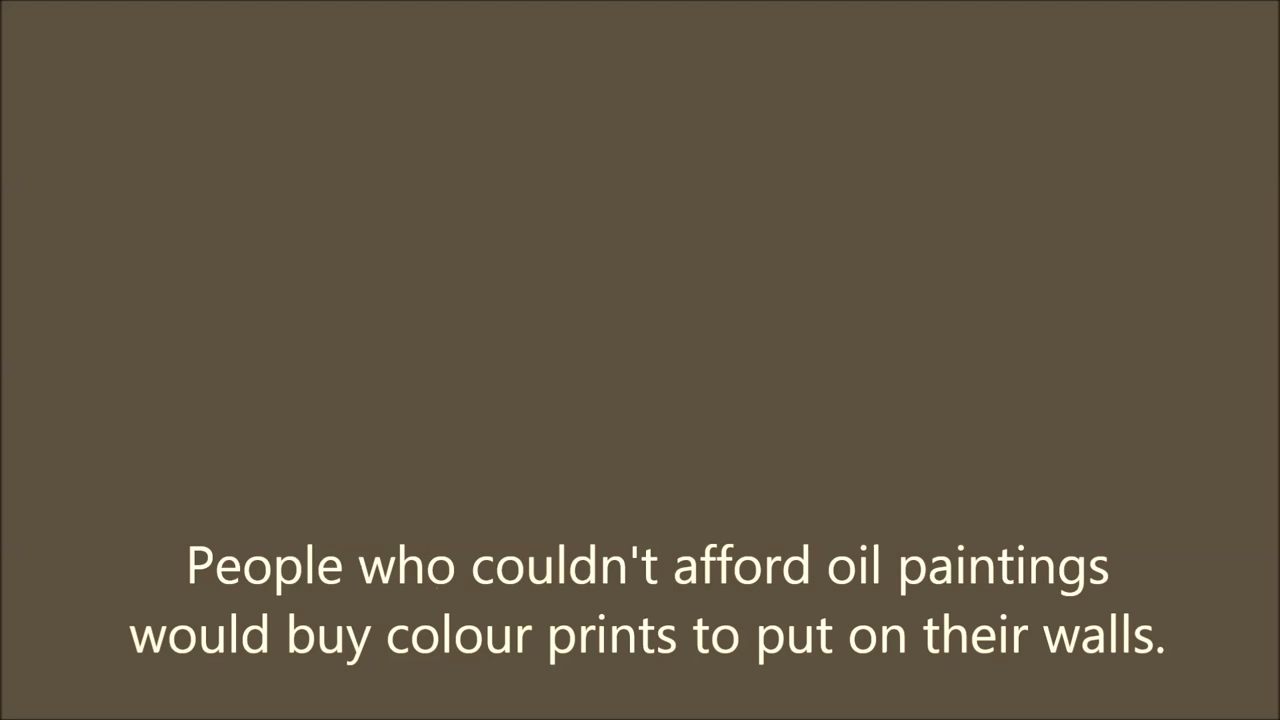 People who couldn't afford oil paintings
would buy colour prints to put on their walls.